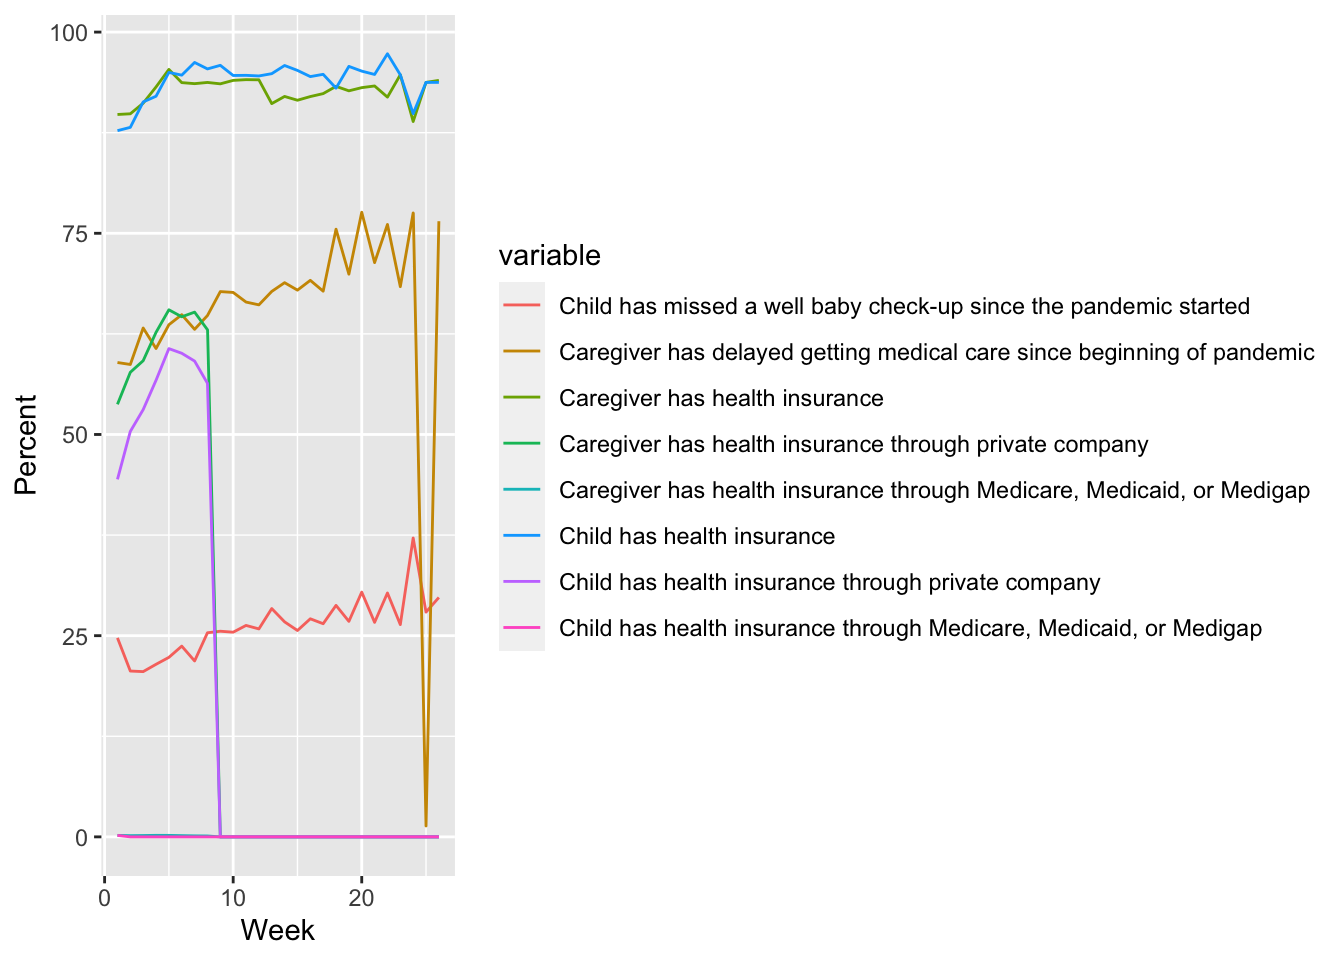 100
75
50
25
0
Percent
0 10 20
Week
variable
Child has missed a well baby check-up since the pandemic started
Caregiver has delayed getting medical care since beginning of pandemic
Caregiver has health insurance
Caregiver has health insurance through private company
Caregiver has health insurance through Medicare, Medicaid, or Medigap
Child has health insurance
Child has health insurance through private company
Child has health insurance through Medicare, Medicaid, or Medigap